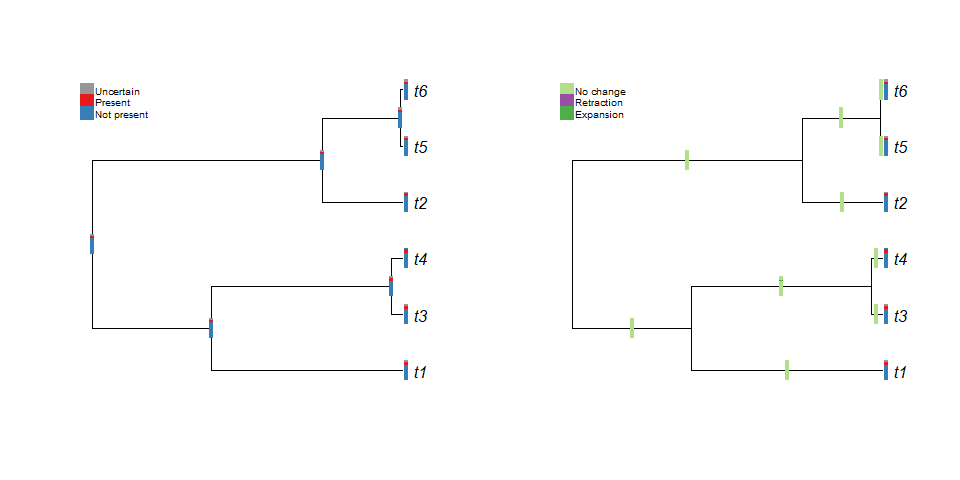 Uncertain
Present
Not present
t6
t5
t2
t4
t3
t1
No change
Retraction
Expansion
t6
t5
t2
t4
t3
t1